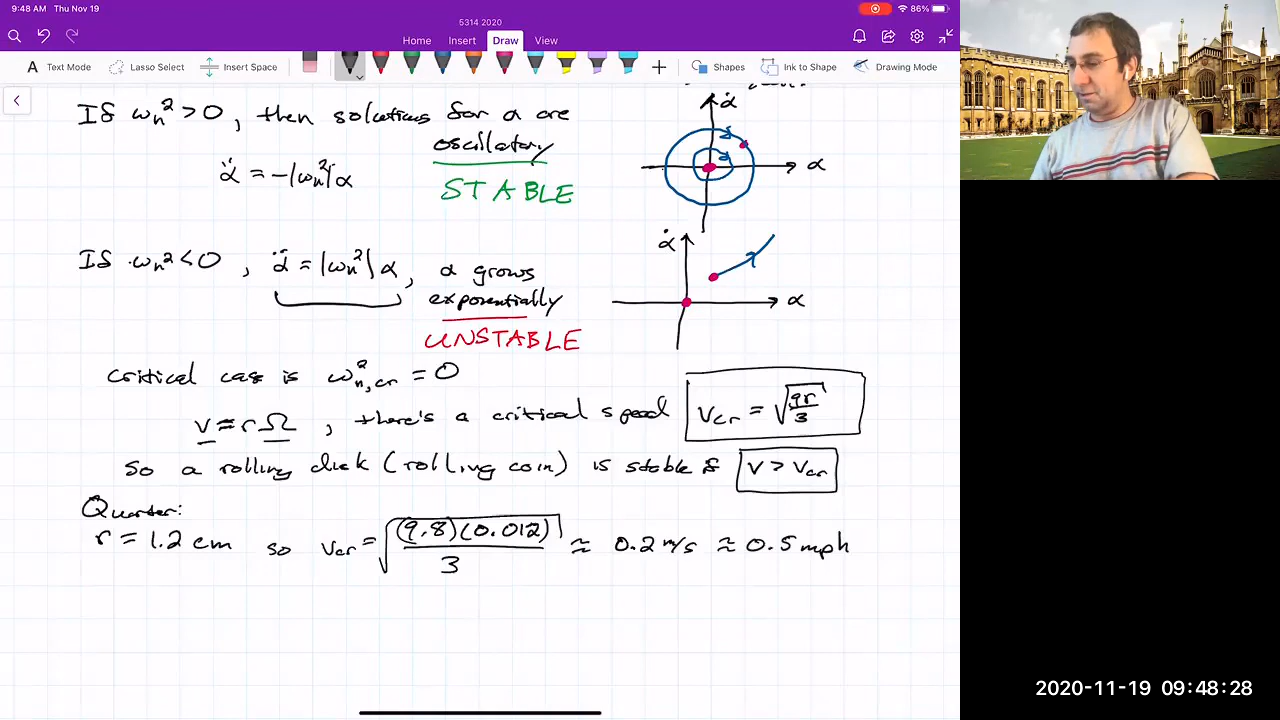 9:48 AM Thu Nov 19
86%
5314 2020
Home Insert Draw View
Text Mode Lasso Select Insert Space Shapes Ink to Shape Drawing Mode
If ωn² > 0, then solutions for α are
oscillatory
α̈ = -|ωn²|α
STABLE
α̇
α
If ωn² < 0, α̈ = |ωn²|α, α grows
exponentially
UNSTABLE
α̇
α
critical case is ω²n,cr = 0
v = rΩ, there's a critical speed vcr = √(gr/3)
so a rolling disk (rolling coin) is stable if v > vcr
Quarter:
r = 1.2 cm so vcr = √((9.8)(0.012)/3) ≈ 0.2 m/s ≈ 0.5 mph
2020-11-19 09:48:28